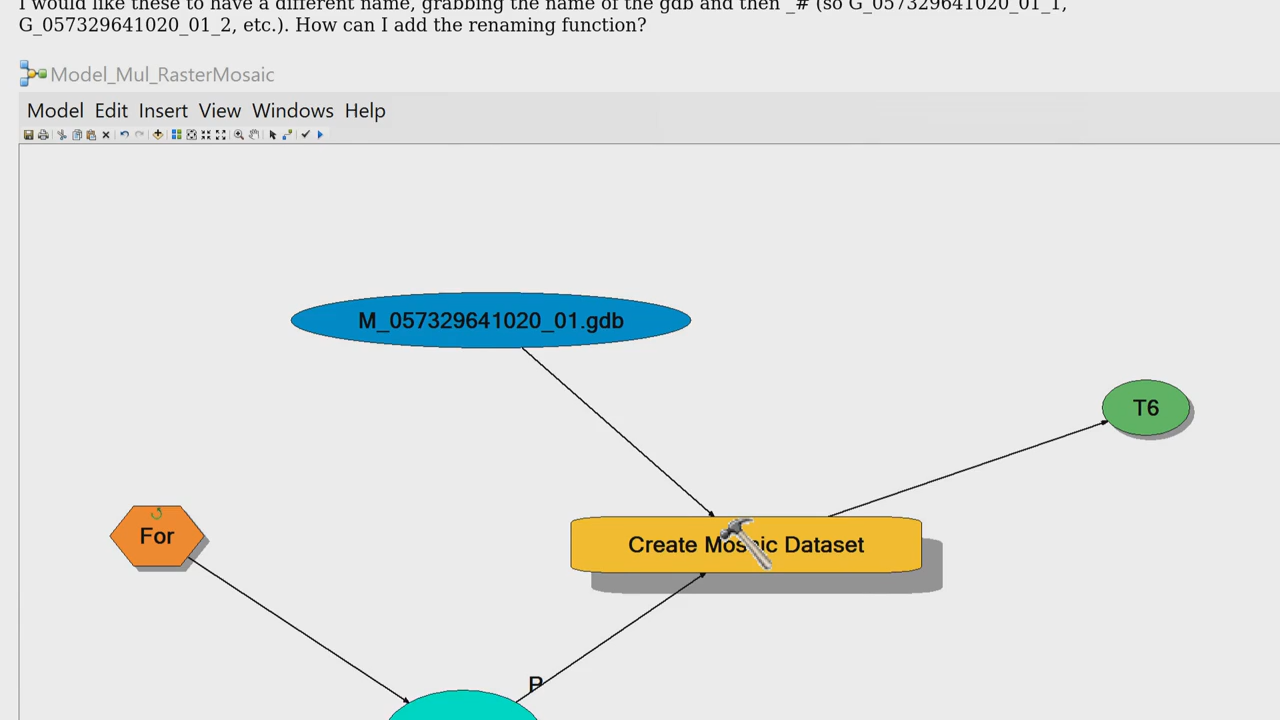 I would like these to have a different name, grabbing the name of the gdb and then _# (so G_057329641020_01_1,
G_057329641020_01_2, etc.). How can I add the renaming function?
Model_Mul_RasterMosaic
Model Edit Insert View Windows Help
M_057329641020_01.gdb
T6
For
Create Mosaic Dataset
P